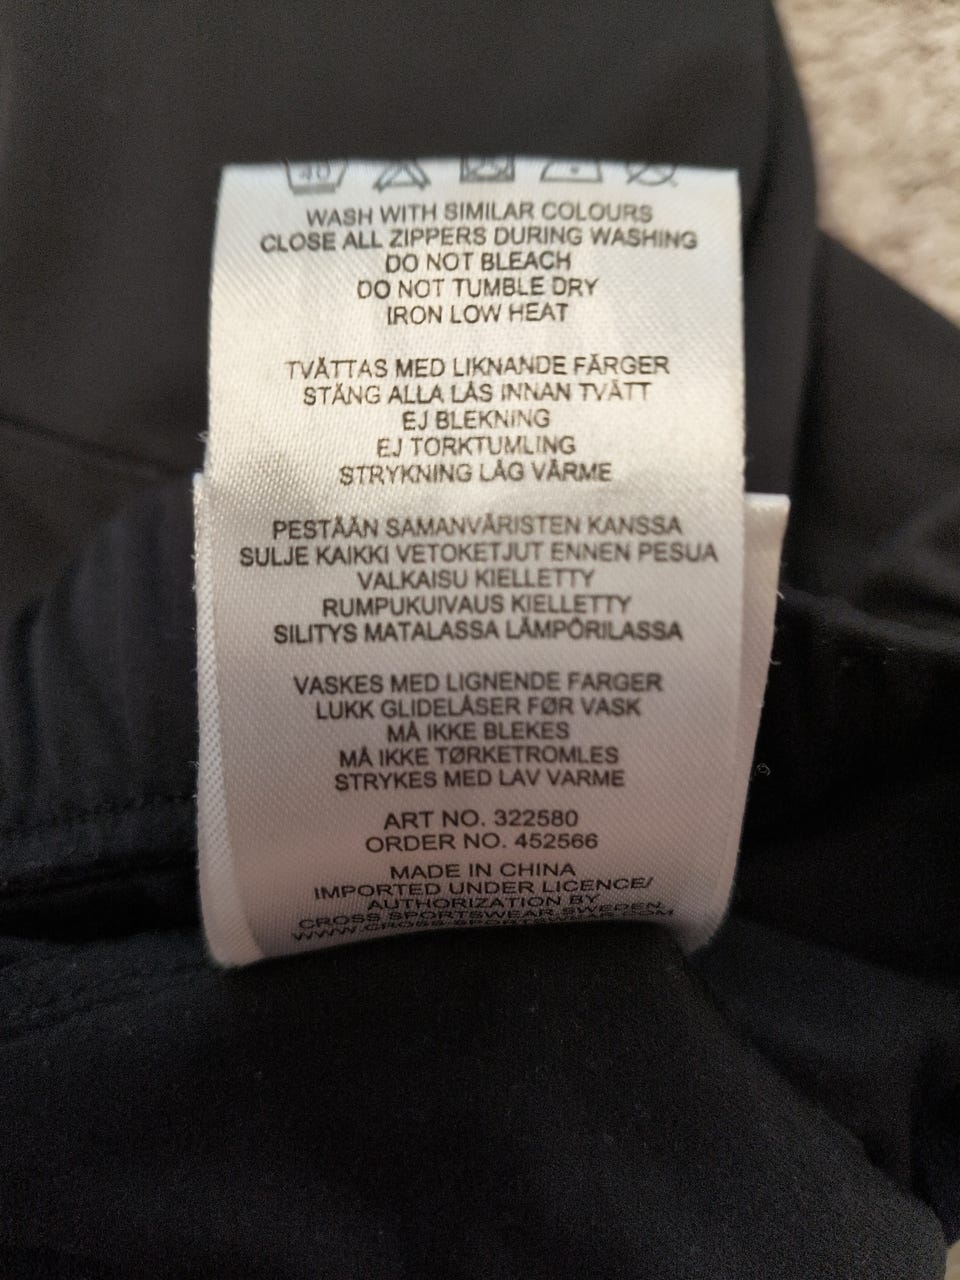 40
WASH WITH SIMILAR COLOURS
CLOSE ALL ZIPPERS DURING WASHING
DO NOT BLEACH
DO NOT TUMBLE DRY
IRON LOW HEAT
TVÄTTAS MED LIKNANDE FÄRGER
STÄNG ALLA LÅS INNAN TVÄTT
EJ BLEKNING
EJ TORKTUMLING
STRYKNING LÅG VÄRME
PESTÄÄN SAMANVÄRISTEN KANSSA
SULJE KAIKKI VETOKETJUT ENNEN PESUA
VALKAISU KIELLETTY
RUMPUKUIVAUS KIELLETTY
SILITYS MATALASSA LÄMPÖRILASSA
VASKES MED LIGNENDE FARGER
LUKK GLIDELÅSER FØR VASK
MÅ IKKE BLEKES
MÅ IKKE TØRKETROMLES
STRYKES MED LAV VARME
ART NO. 322580
ORDER NO. 452566
MADE IN CHINA
IMPORTED UNDER LICENCE/
AUTHORIZATION BY
CROSS SPORTSWEAR SWEDEN